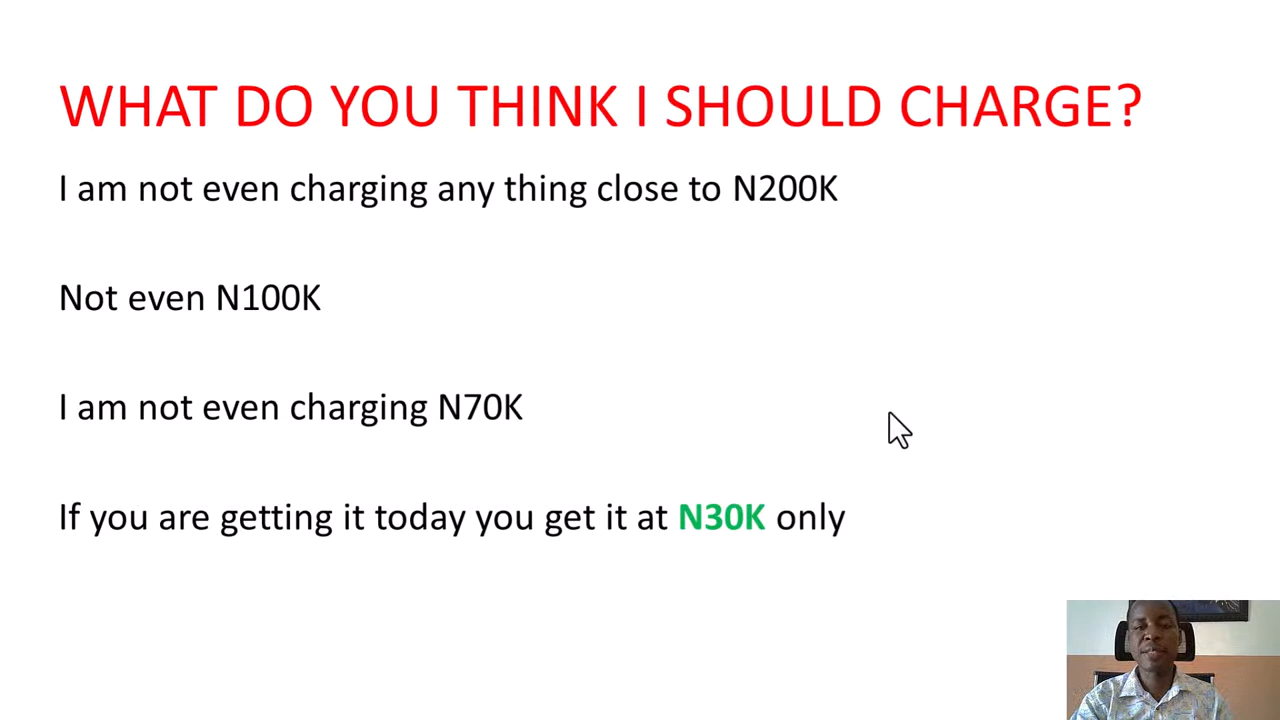 WHAT DO YOU THINK I SHOULD CHARGE?
I am not even charging any thing close to N200K
Not even N100K
I am not even charging N70K
If you are getting it today you get it at N30K only